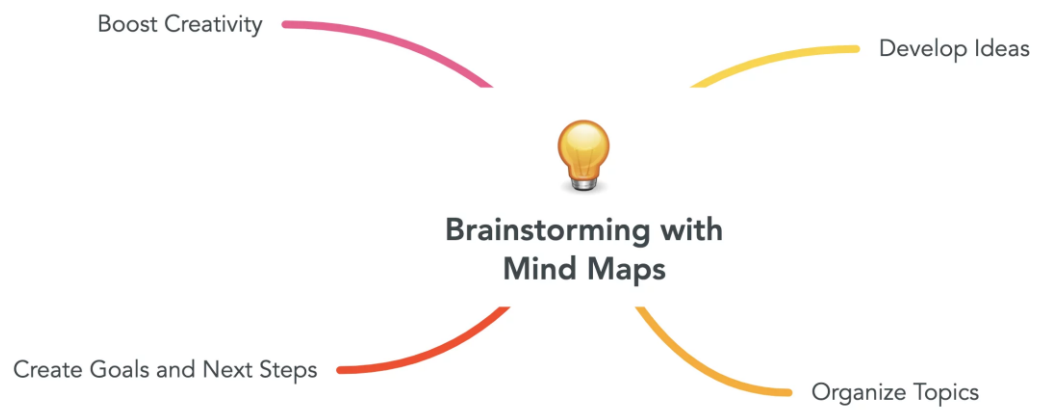 Boost Creativity
Develop Ideas
Brainstorming with
Mind Maps
Create Goals and Next Steps
Organize Topics